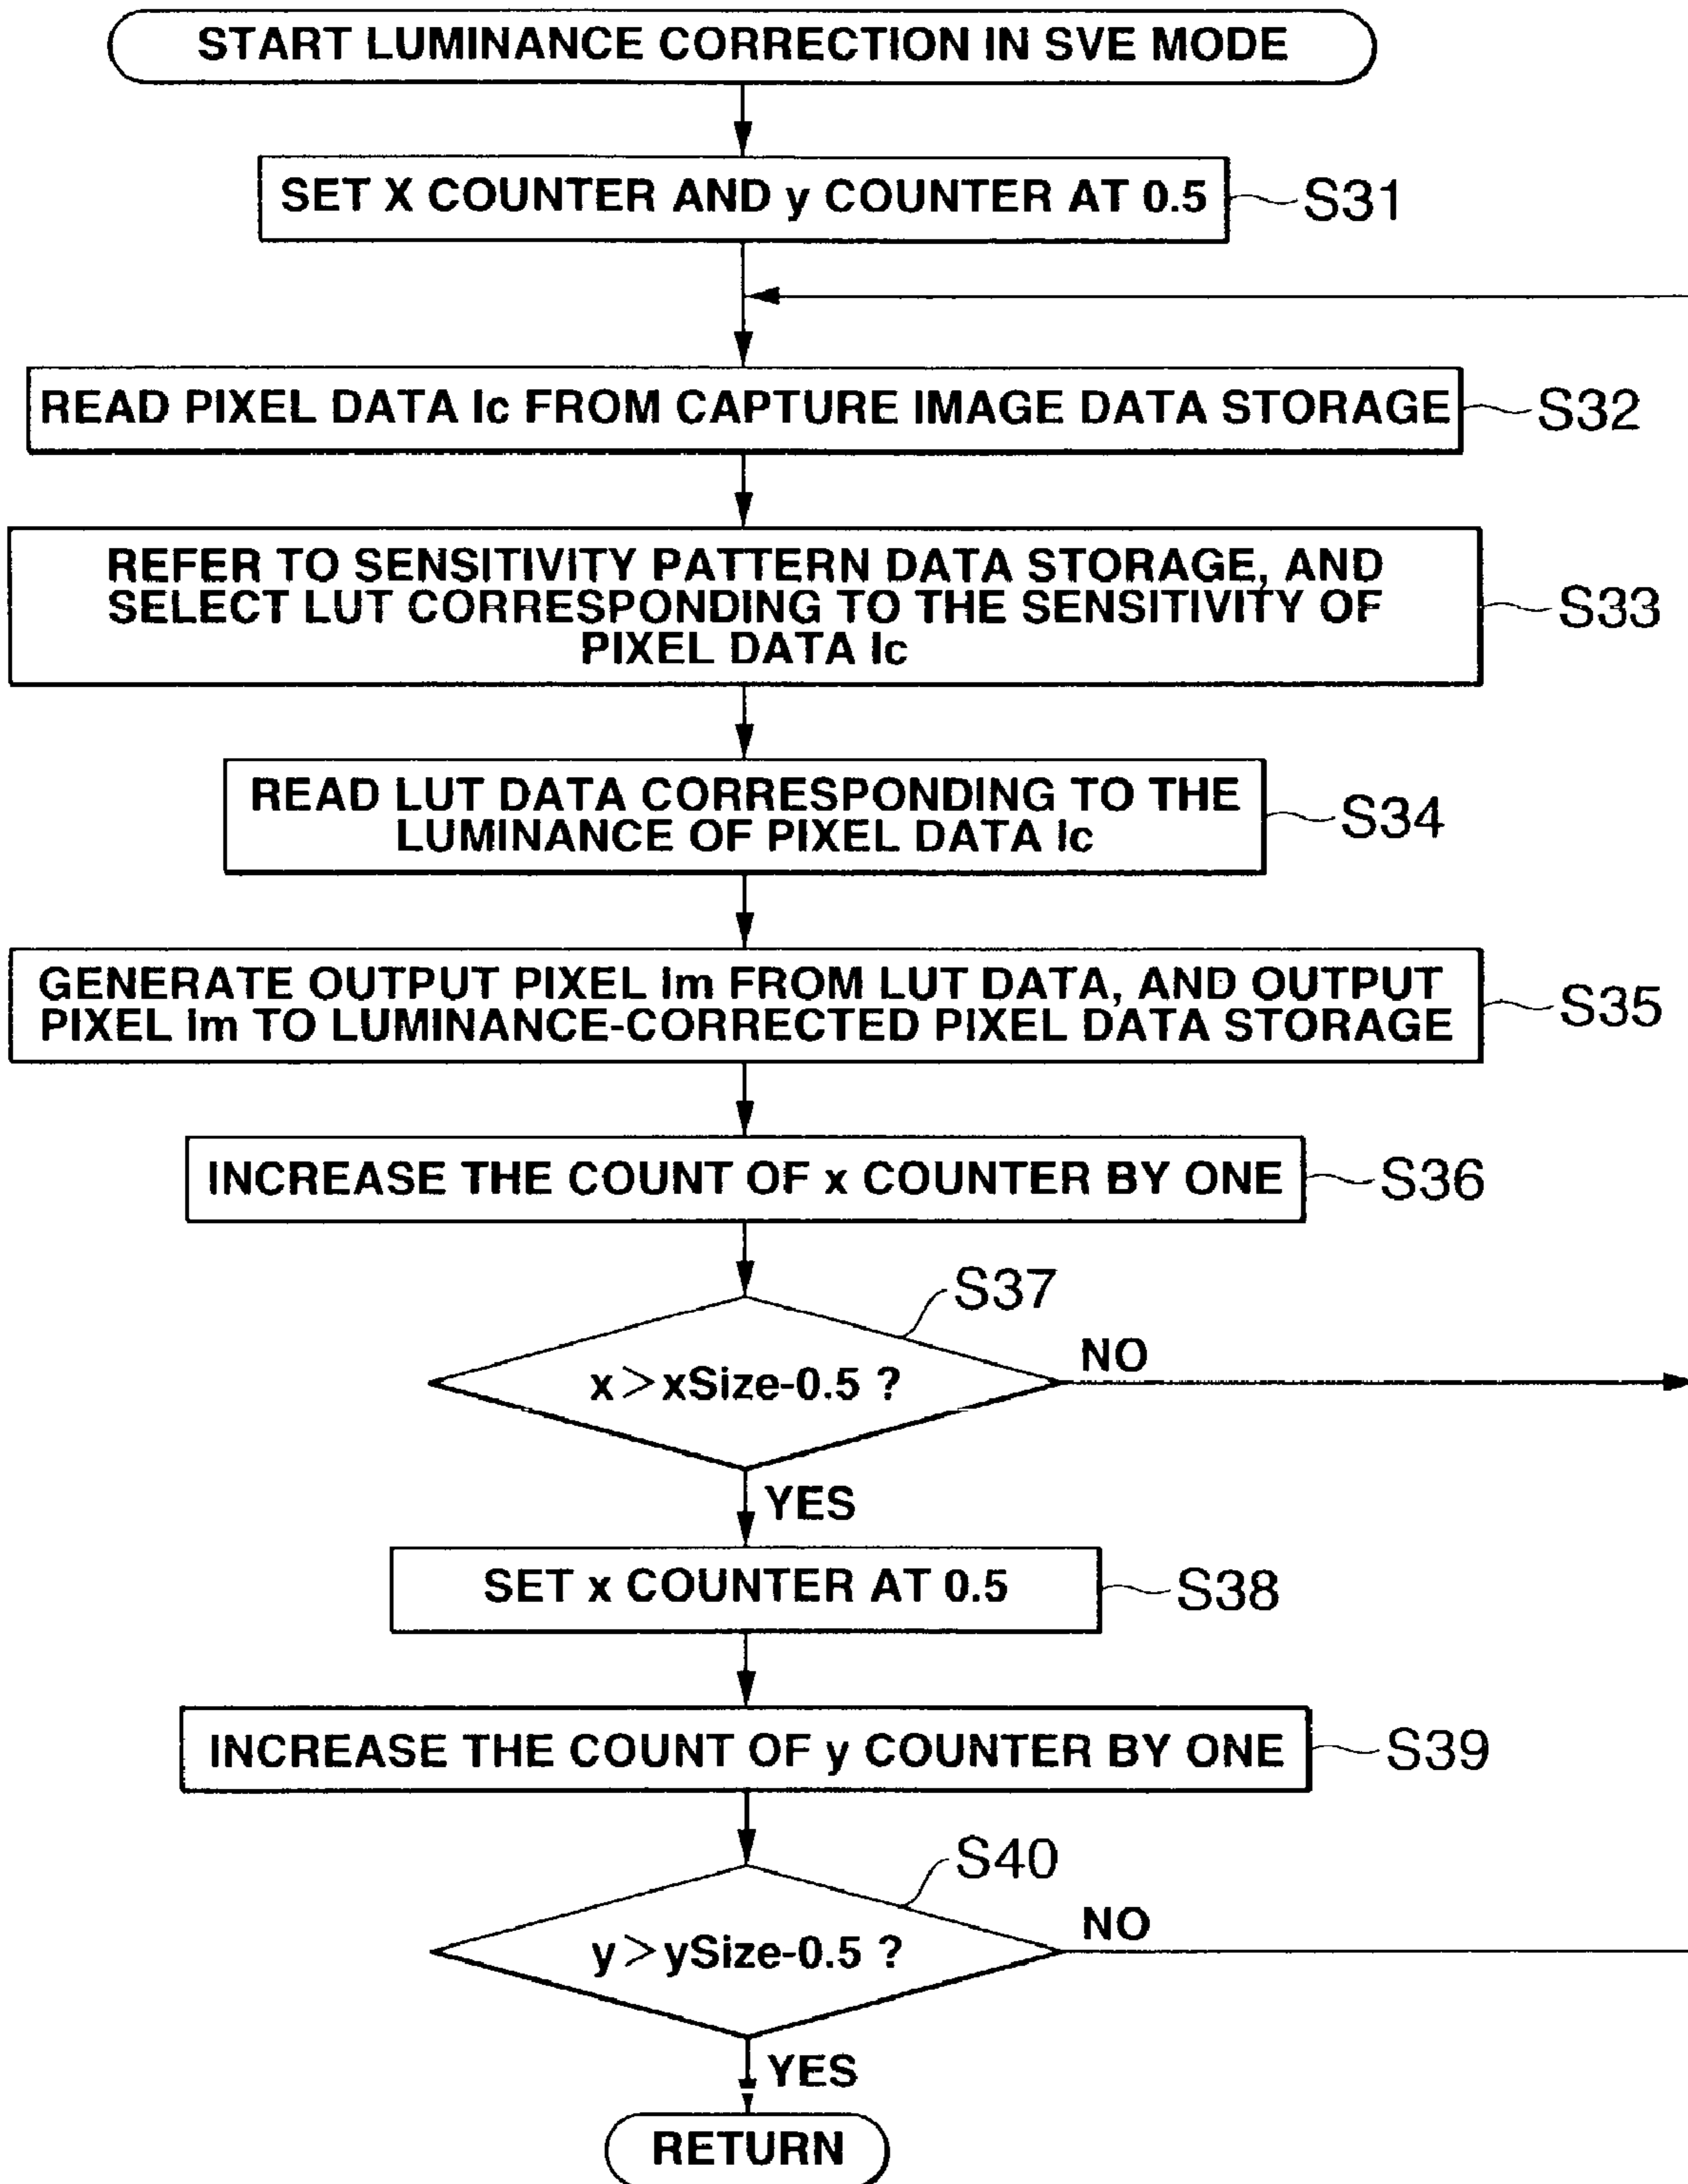 START LUMINANCE CORRECTION IN SVE MODE
SET X COUNTER AND y COUNTER AT 0.5
S31
READ PIXEL DATA Ic FROM CAPTURE IMAGE DATA STORAGE
S32
REFER TO SENSITIVITY PATTERN DATA STORAGE, AND
SELECT LUT CORRESPONDING TO THE SENSITIVITY OF
PIXEL DATA Ic
S33
READ LUT DATA CORRESPONDING TO THE
LUMINANCE OF PIXEL DATA Ic
S34
GENERATE OUTPUT PIXEL Im FROM LUT DATA, AND OUTPUT
PIXEL Im TO LUMINANCE-CORRECTED PIXEL DATA STORAGE
S35
INCREASE THE COUNT OF x COUNTER BY ONE
S36
S37
x>xSize-0.5 ?
NO
YES
SET x COUNTER AT 0.5
S38
INCREASE THE COUNT OF y COUNTER BY ONE
S39
S40
y>ySize-0.5 ?
NO
YES
RETURN